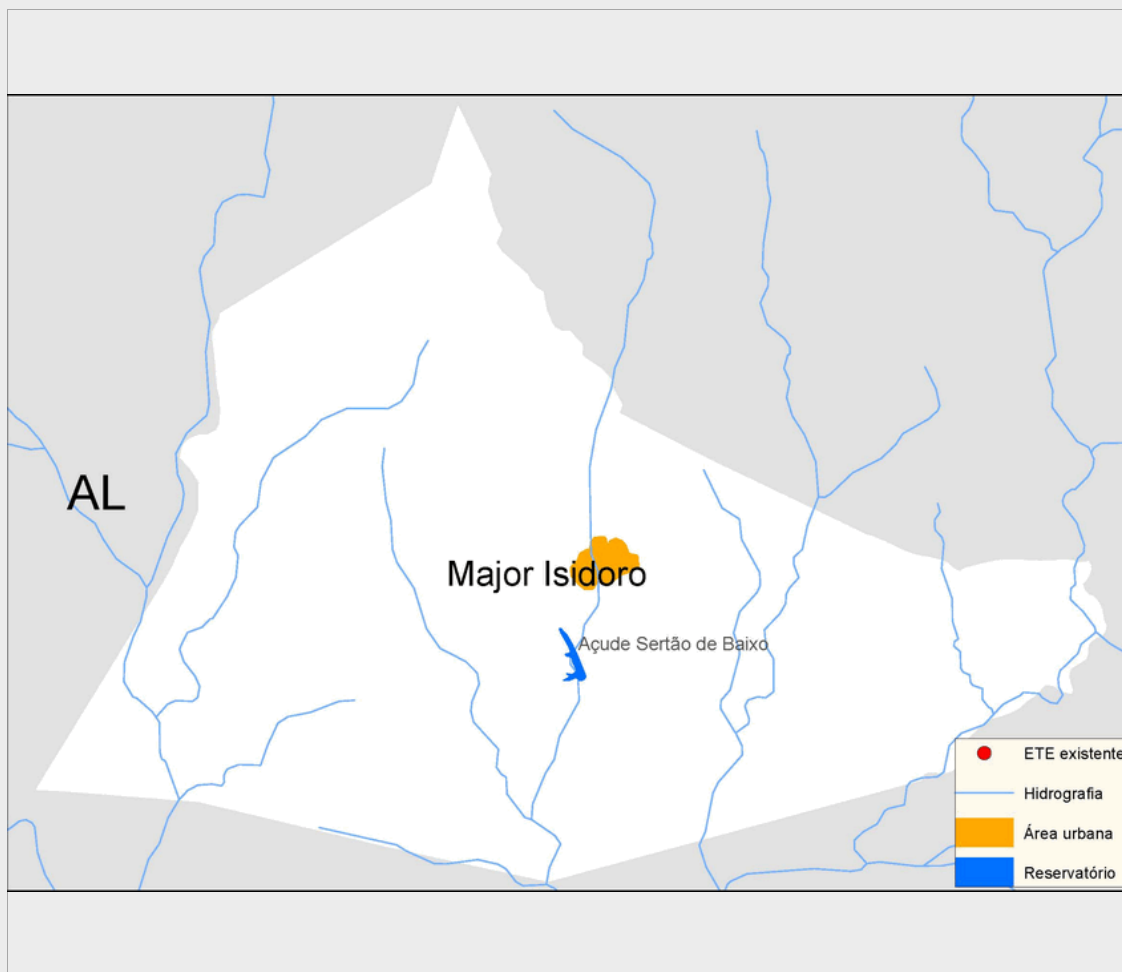 AL
Major Isidoro
Açude Sertão de Baixo
ETE existente
Hidrografia
Área urbana
Reservatório